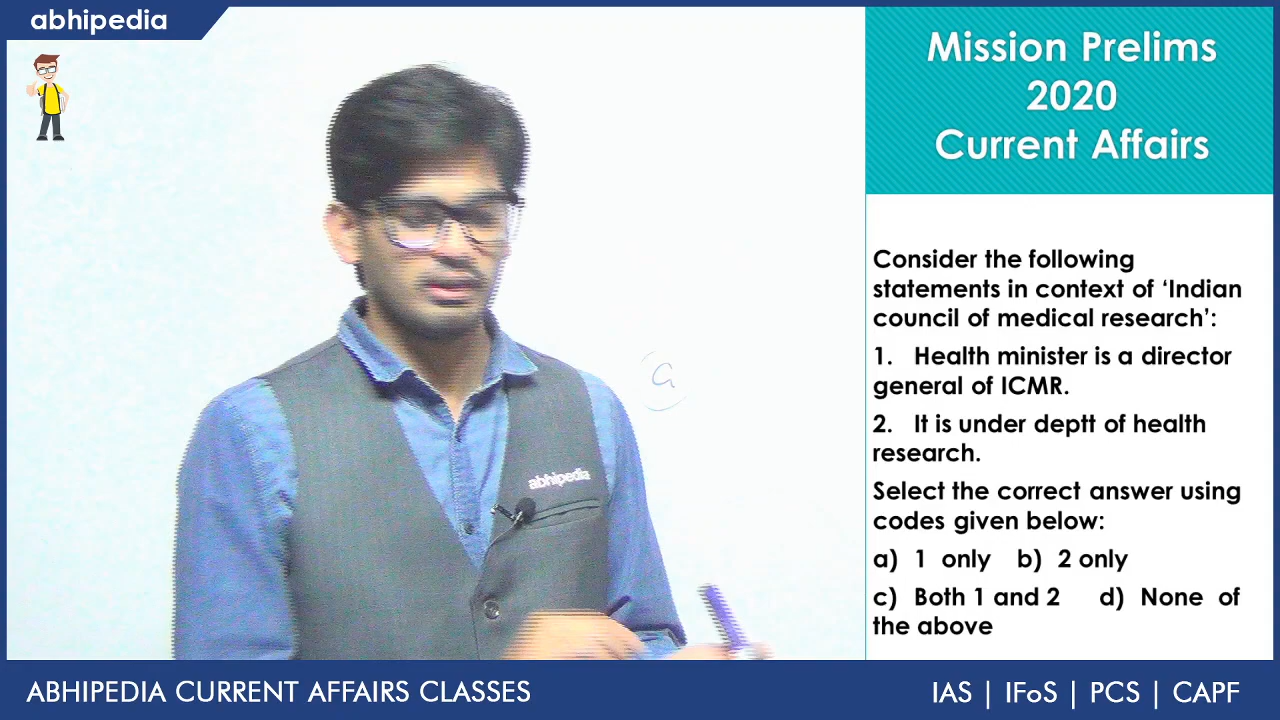 abhipedia
Mission Prelims
2020
Current Affairs
a
abhipedia
Consider the following
statements in context of ‘Indian
council of medical research’:
1. Health minister is a director
general of ICMR.
2. It is under deptt of health
research.
Select the correct answer using
codes given below:
a) 1 only b) 2 only
c) Both 1 and 2 d) None of
the above
ABHIPEDIA CURRENT AFFAIRS CLASSES
IAS | IFoS | PCS | CAPF